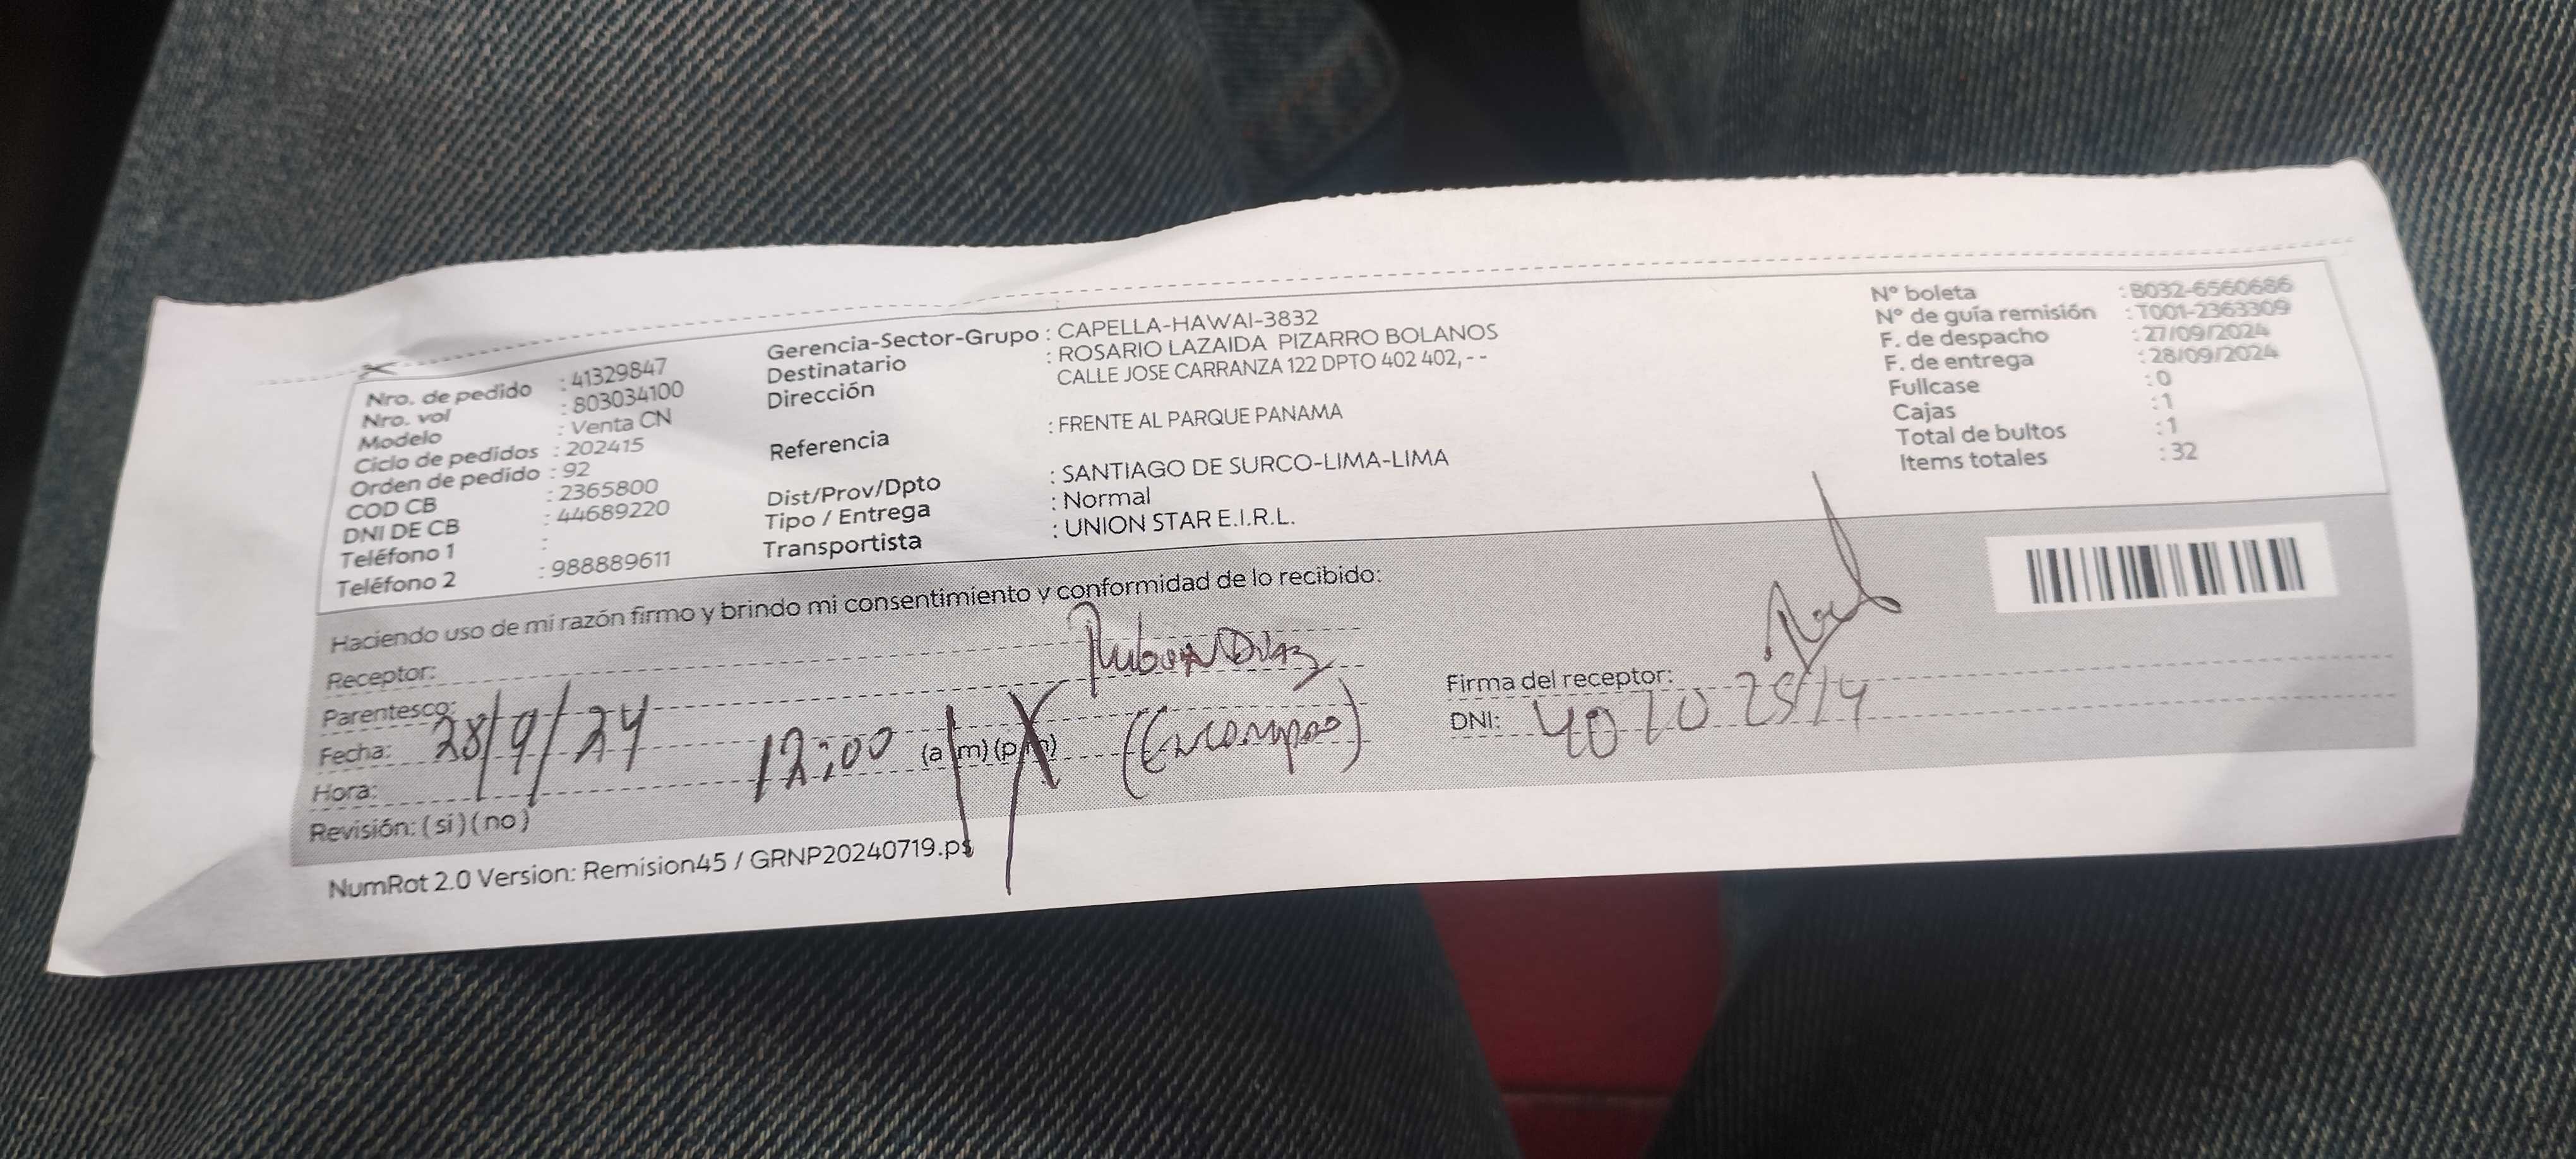 Nro. de pedido : 41329847
Nro. vol : 803034100
Modelo : Venta CN
Ciclo de pedidos : 202415
Orden de pedido : 92
COD CB : 2365800
DNI DE CB : 44689220
Teléfono 1 :
Teléfono 2 : 988889611
Gerencia-Sector-Grupo : CAPELLA-HAWAI-3832
Destinatario : ROSARIO LAZAIDA PIZARRO BOLANOS
Dirección CALLE JOSE CARRANZA 122 DPTO 402 402, - -
Referencia : FRENTE AL PARQUE PANAMA
Dist/Prov/Dpto : SANTIAGO DE SURCO-LIMA-LIMA
Tipo / Entrega : Normal
Transportista : UNION STAR E.I.R.L.
N° boleta : B032-6560686
N° de guía remisión : T001-2363309
F. de despacho : 27/09/2024
F. de entrega : 28/09/2024
Fullcase : 0
Cajas : 1
Total de bultos : 1
Items totales : 32
Haciendo uso de mi razón firmo y brindo mi consentimiento y conformidad de lo recibido:
Receptor: Ruben Diaz
Parentesco:
Fecha: 28/9/24
Hora: 12:00 (a m) (p m)
Revisión: ( si ) ( no )
Firma del receptor:
DNI:
NumRot 2.0 Version: Remision45 / GRNP20240719.ps